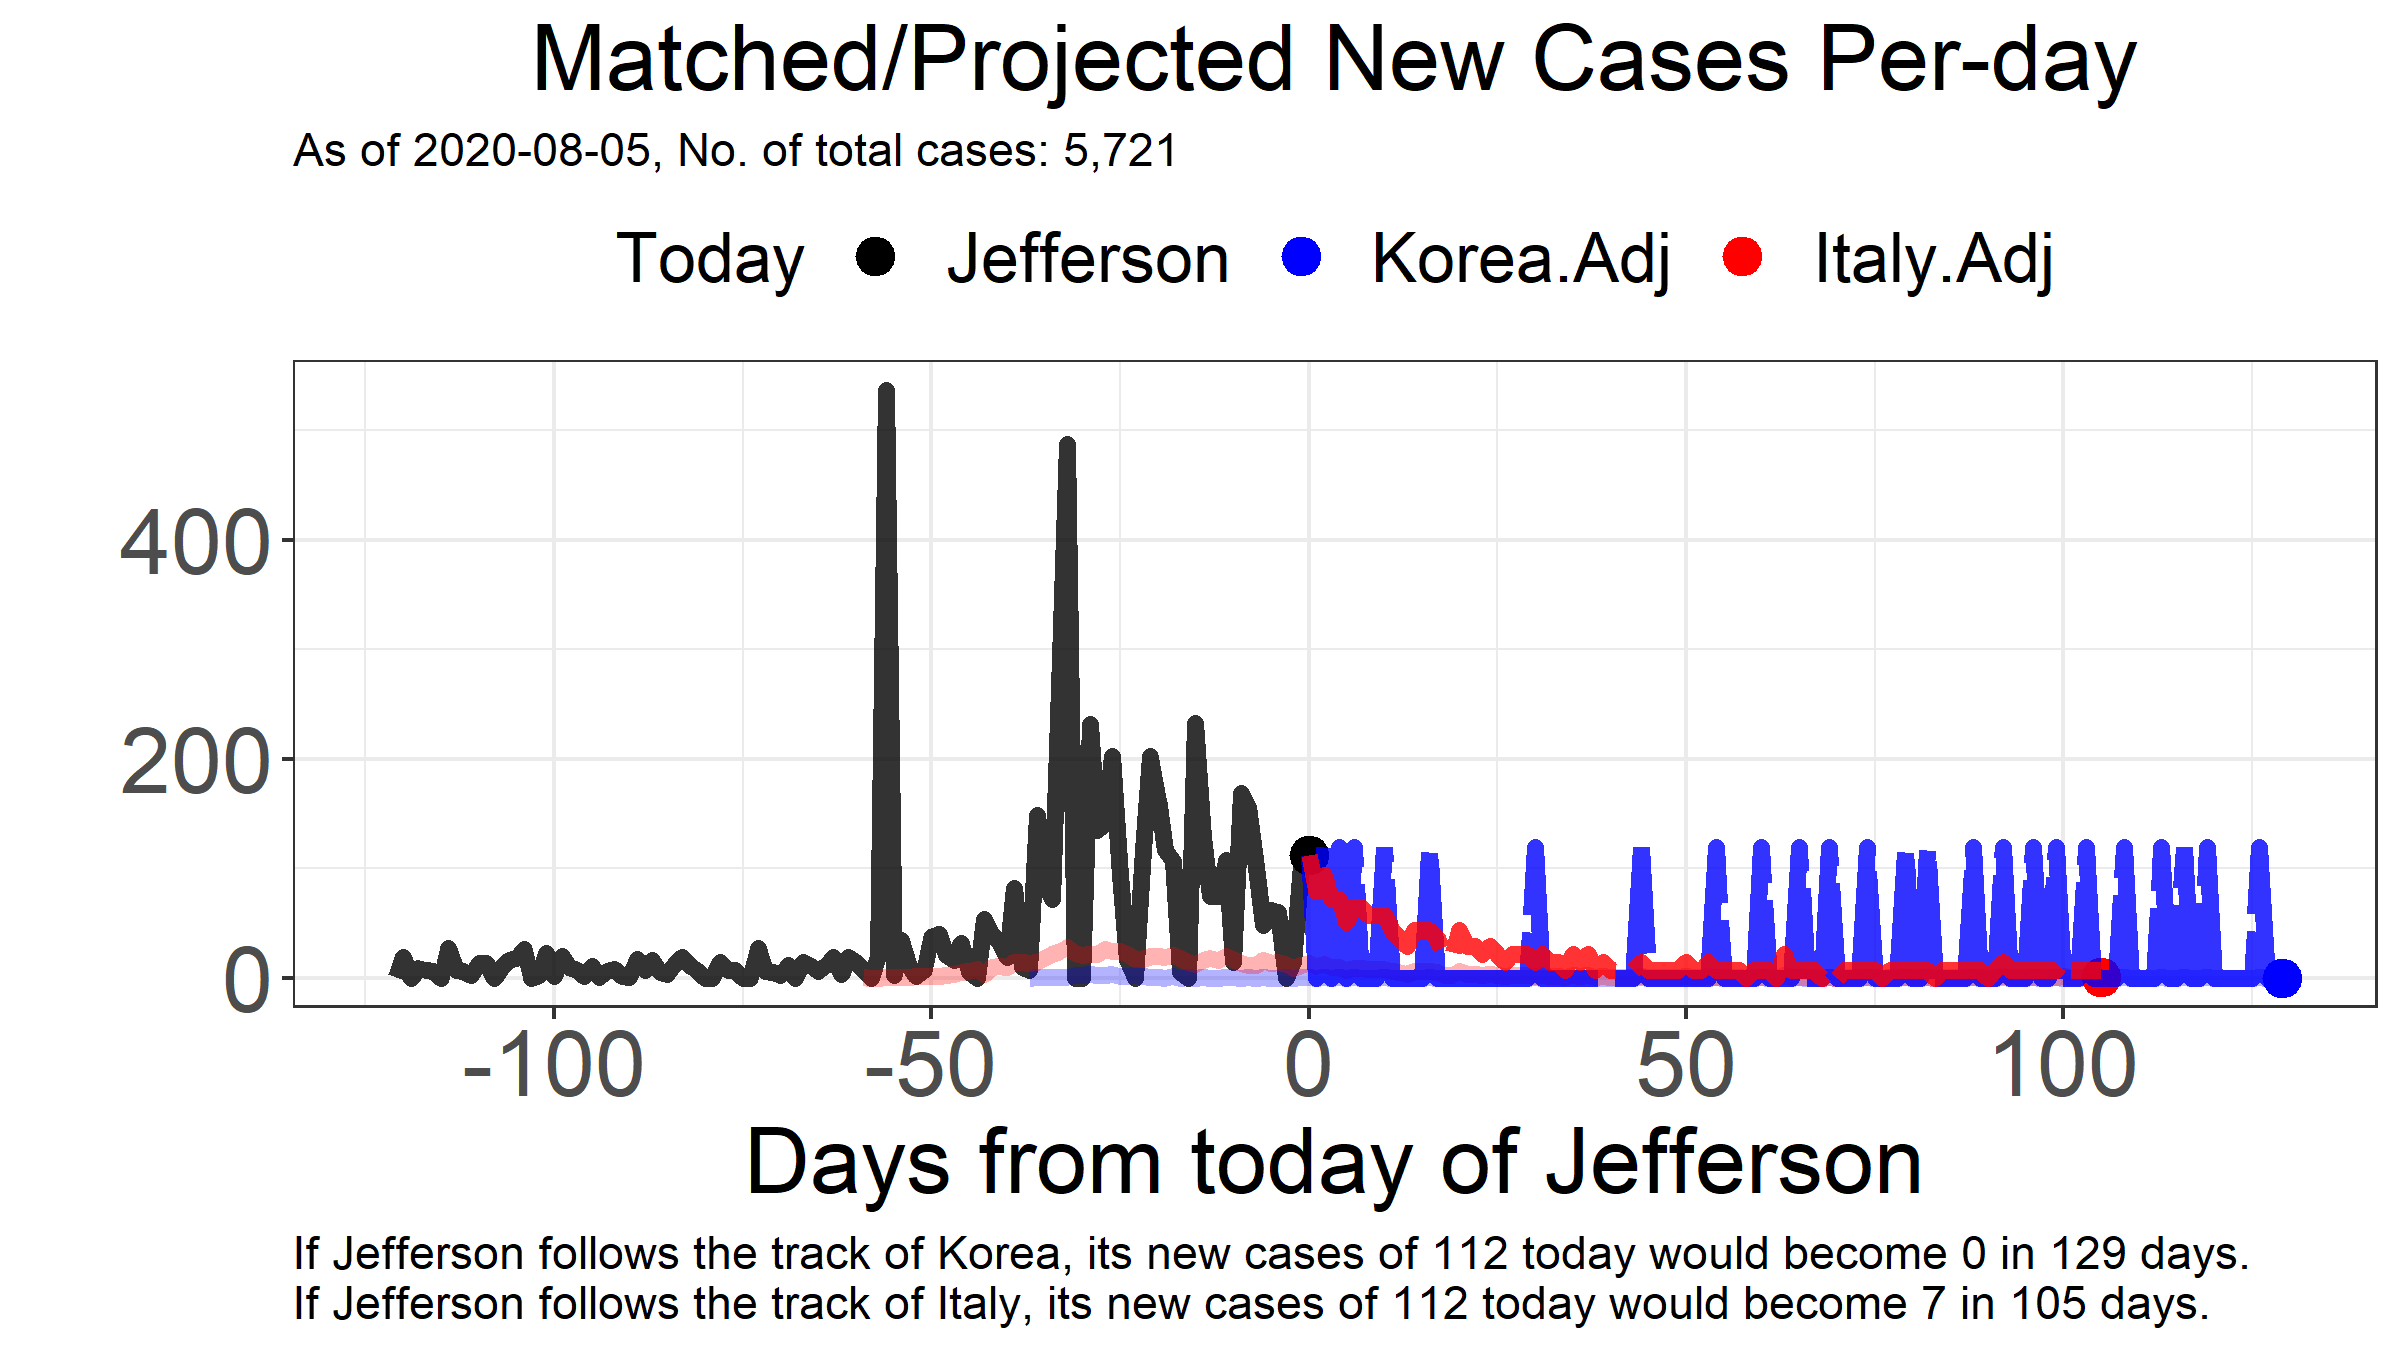 Matched/Projected New Cases Per-day
As of 2020-08-05, No. of total cases: 5,721
Today Jefferson Korea.Adj Italy.Adj
400
200
0
-100 -50 0 50 100
Days from today of Jefferson
If Jefferson follows the track of Korea, its new cases of 112 today would become 0 in 129 days.
If Jefferson follows the track of Italy, its new cases of 112 today would become 7 in 105 days.